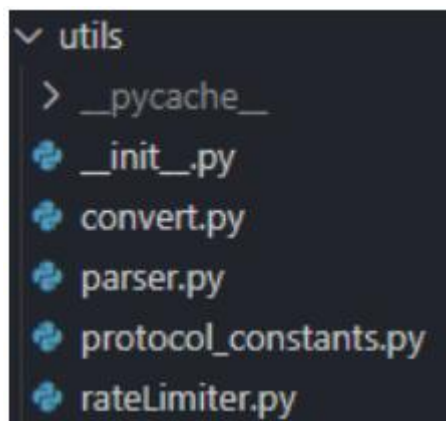 utils
__pycache__
__init__.py
convert.py
parser.py
protocol_constants.py
rateLimiter.py